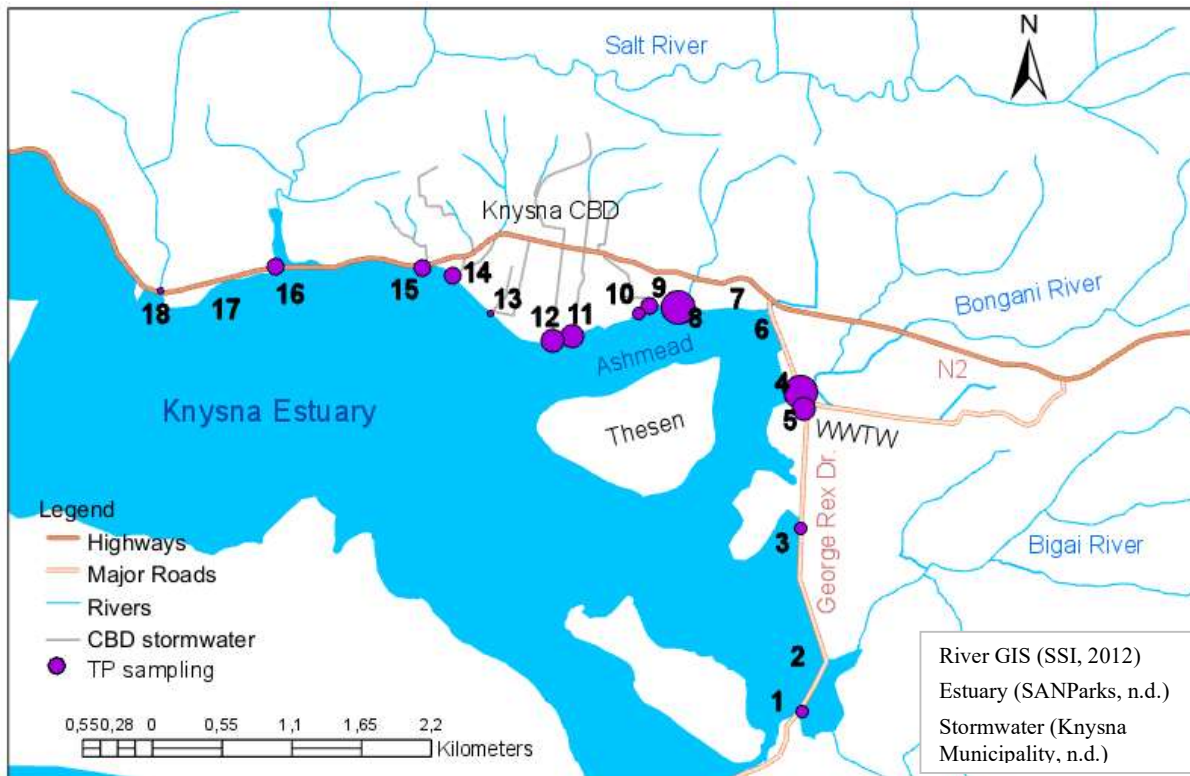 Salt River
N
Knysna CBD
Bongani River
18
17
16
15
14
13
12
11
10
9
8
7
6
Ashmead
N2
4
5
WWTW
Knysna Estuary
Thesen
George Rex Dr.
3
Bigai River
2
1
Legend
Highways
Major Roads
Rivers
CBD stormwater
TP sampling
0,55 0,28 0 0,55 1,1 1,65 2,2
Kilometers
River GIS (SSI, 2012)
Estuary (SANParks, n.d.)
Stormwater (Knysna
Municipality, n.d.)